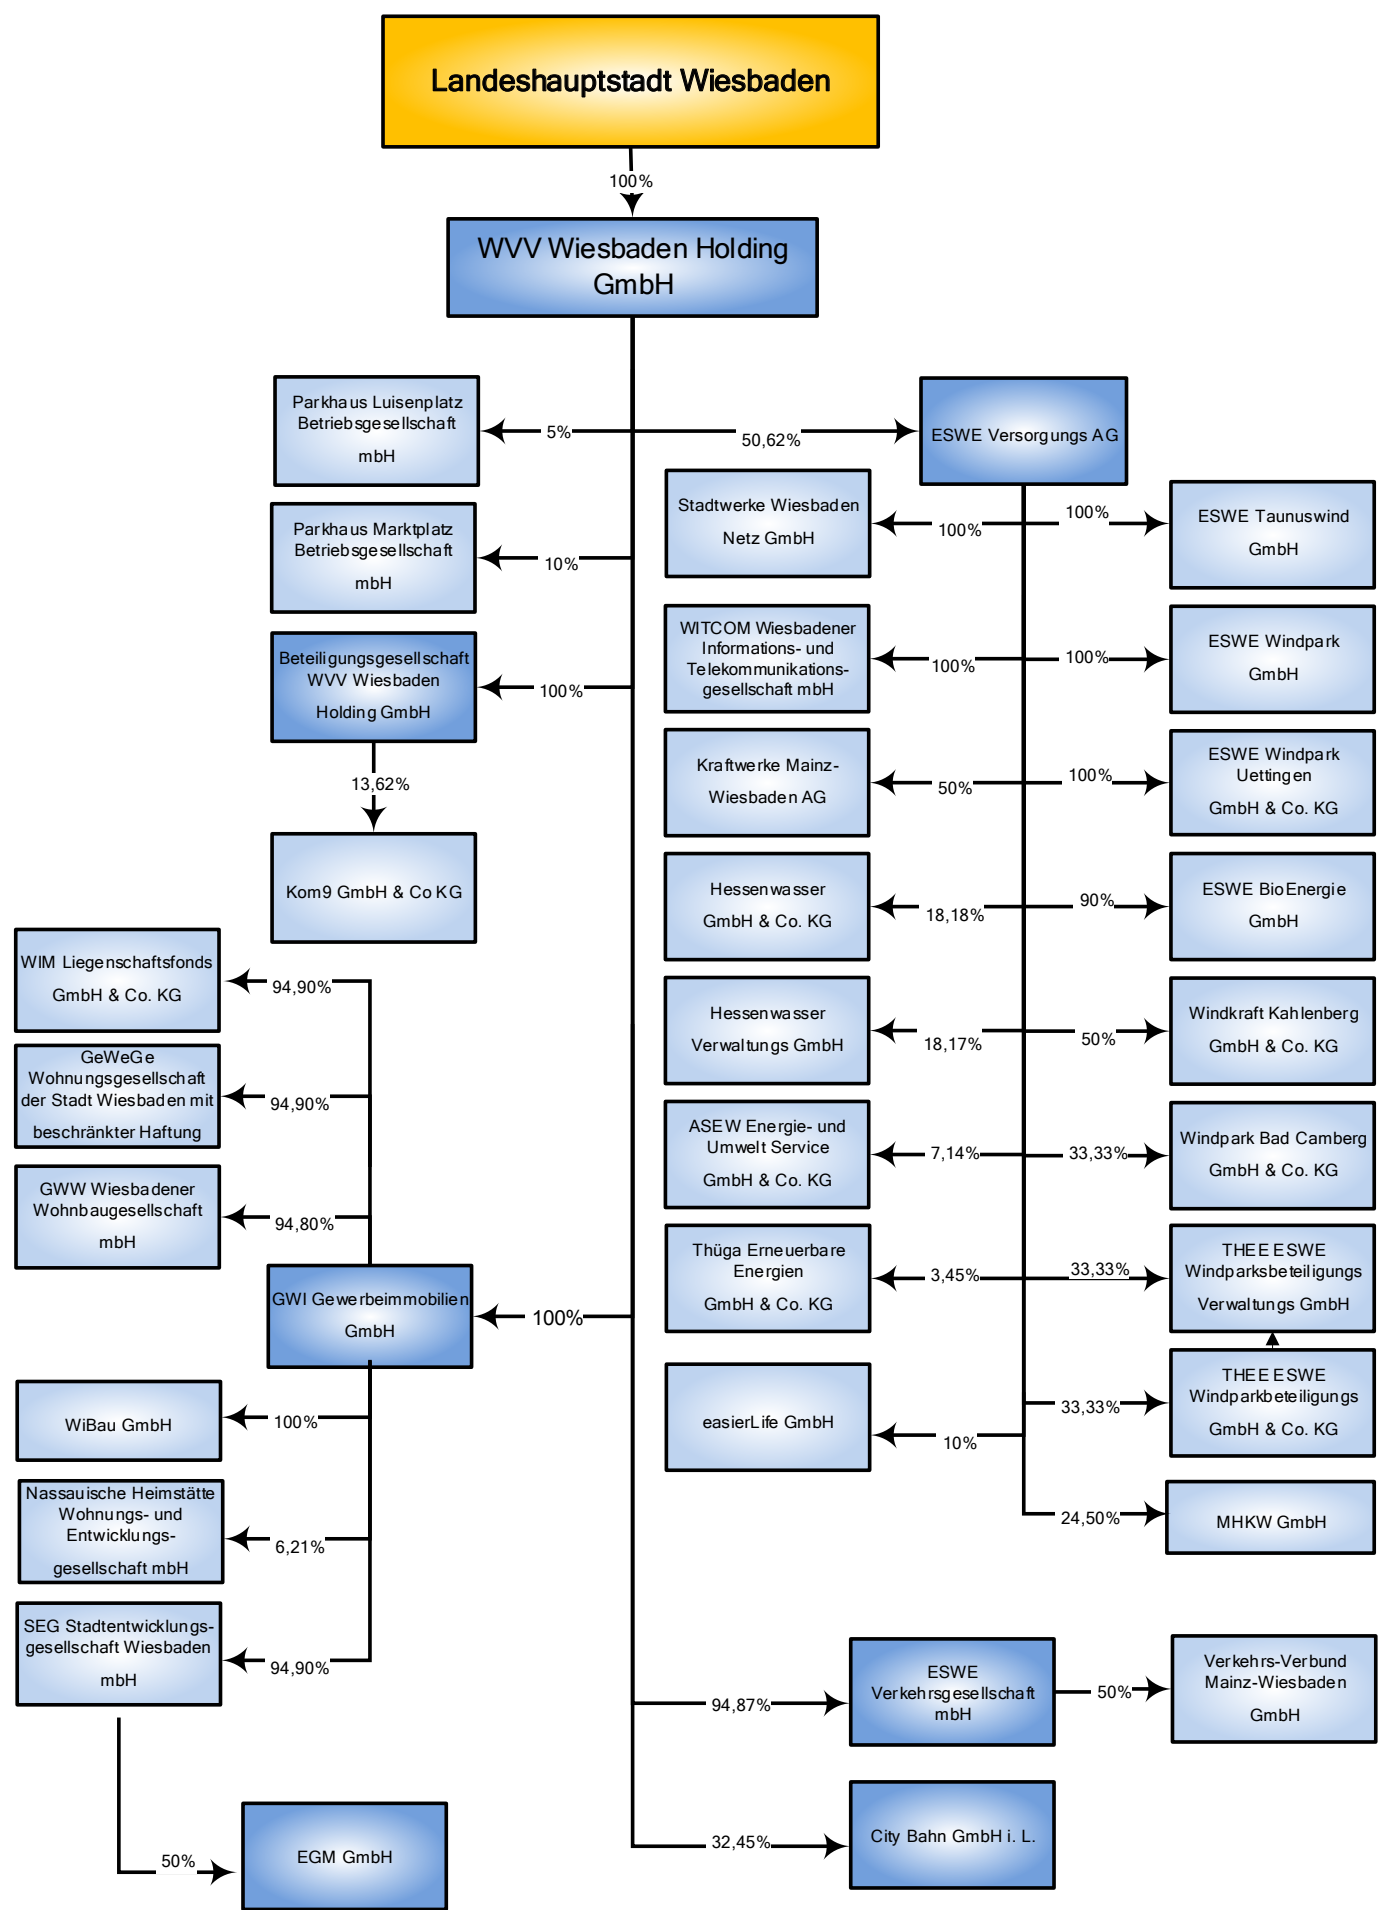 Landeshauptstadt Wiesbaden
100%
WVV Wiesbaden Holding
GmbH
Parkhaus Luisenplatz
Betriebsgesellschaft
mbH
5%
50,62%
ESWE Versorgungs AG
Parkhaus Marktplatz
Betriebsgesellschaft
mbH
10%
Beteiligungsgesellschaft
WVV Wiesbaden
Holding GmbH
100%
13,62%
Kom9 GmbH & Co KG
Stadtwerke Wiesbaden
Netz GmbH
100%
100%
ESWE Taunuswind
GmbH
WITCOM Wiesbadener
Informations- und
Telekommunikations-
gesellschaft mbH
100%
100%
ESWE Windpark
GmbH
Kraftwerke Mainz-
Wiesbaden AG
50%
100%
ESWE Windpark
Uettingen
GmbH & Co. KG
Hessenwasser
GmbH & Co. KG
18,18%
90%
ESWE BioEnergie
GmbH
Hessenwasser
Verwaltungs GmbH
18,17%
50%
Windkraft Kahlenberg
GmbH & Co. KG
ASEW Energie- und
Umwelt Service
GmbH & Co. KG
7,14%
33,33%
Windpark Bad Camberg
GmbH & Co. KG
Thüga Erneuerbare
Energien
GmbH & Co. KG
3,45%
33,33%
THEE ESWE
Windparksbeteiligungs
Verwaltungs GmbH
easierLife GmbH
10%
33,33%
THEE ESWE
Windparkbeteiligungs
GmbH & Co. KG
24,50%
MHKW GmbH
WIM Liegenschaftsfonds
GmbH & Co. KG
94,90%
GeWeGe
Wohnungsgesellschaft
der Stadt Wiesbaden mit
beschränkter Haftung
94,90%
GWW Wiesbadener
Wohnbaugesellschaft
mbH
94,80%
GWI Gewerbeimmobilien
GmbH
100%
WiBau GmbH
100%
Nassauische Heimstätte
Wohnungs- und
Entwicklungs-
gesellschaft mbH
6,21%
SEG Stadtentwicklungs-
gesellschaft Wiesbaden
mbH
94,90%
50%
EGM GmbH
94,87%
ESWE
Verkehrsgesellschaft
mbH
50%
Verkehrs-Verbund
Mainz-Wiesbaden
GmbH
32,45%
City Bahn GmbH i. L.